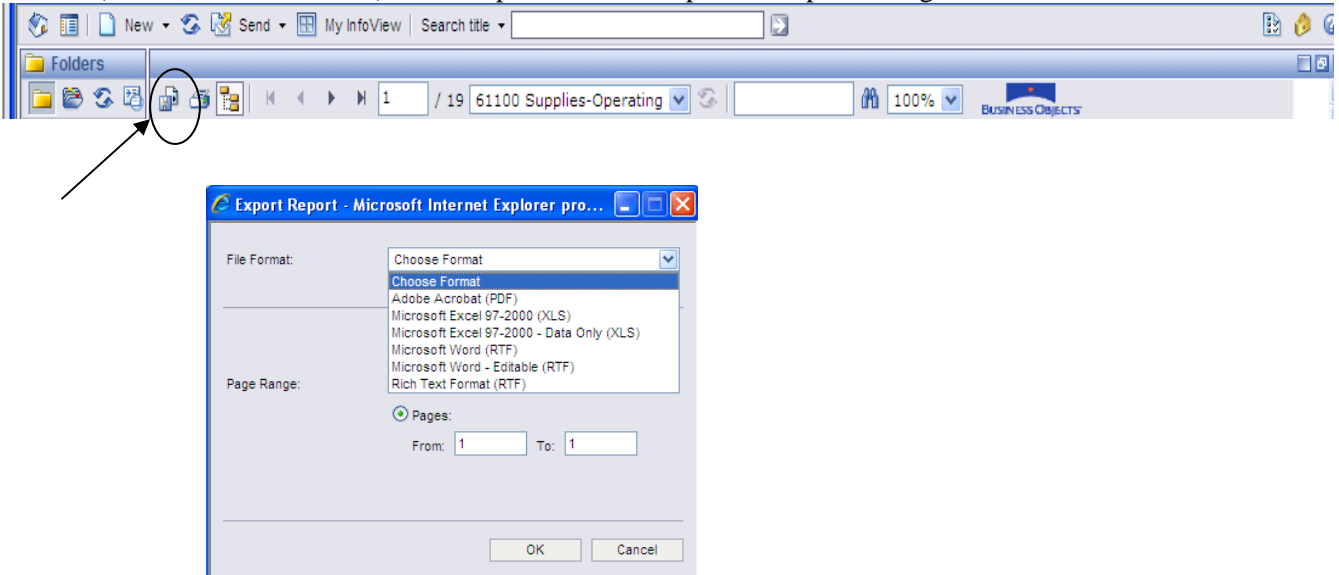 New Send My InfoView Search title
Folders
1 / 19 61100 Supplies-Operating 100% BUSINESS OBJECTS
Export Report - Microsoft Internet Explorer pro...
File Format: Choose Format
Choose Format
Adobe Acrobat (PDF)
Microsoft Excel 97-2000 (XLS)
Microsoft Excel 97-2000 - Data Only (XLS)
Microsoft Word (RTF)
Microsoft Word - Editable (RTF)
Page Range: Rich Text Format (RTF)
Pages:
From: 1 To: 1
OK Cancel